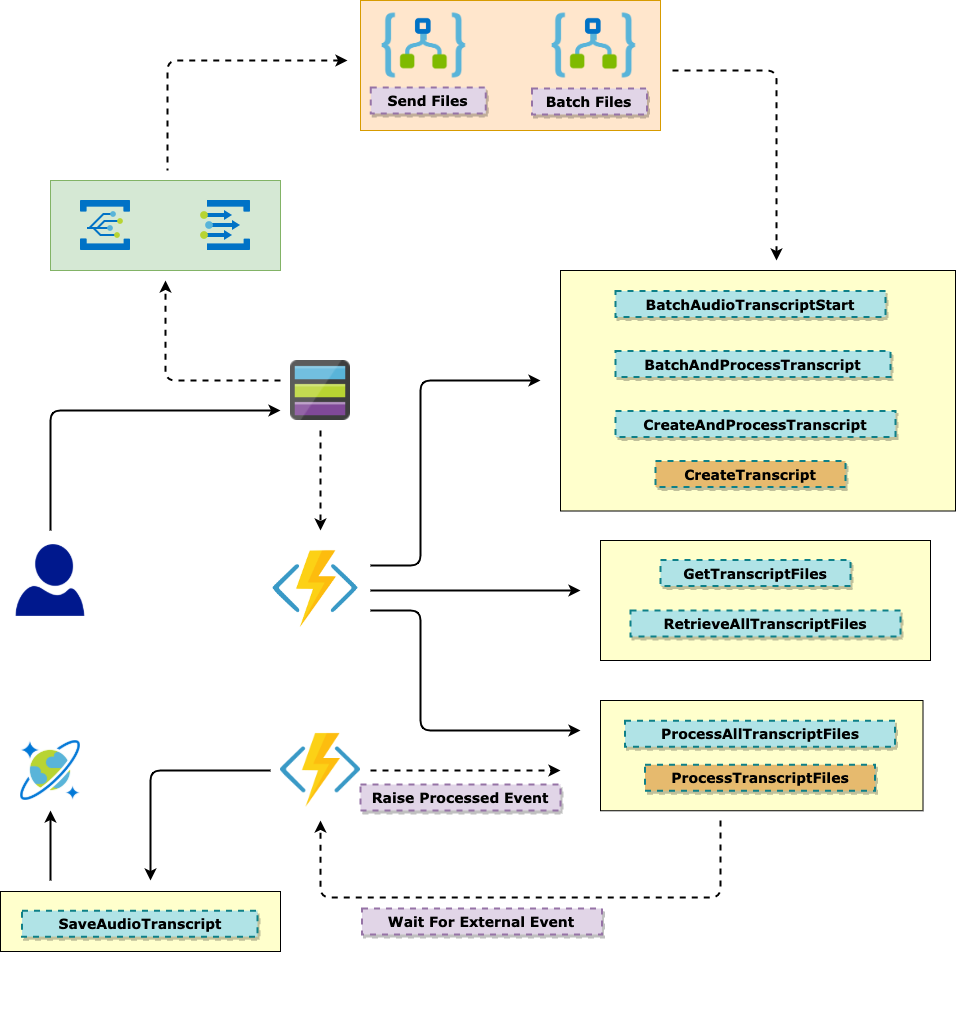 Send Files
Batch Files
BatchAudioTranscriptStart
BatchAndProcessTranscript
CreateAndProcessTranscript
CreateTranscript
GetTranscriptFiles
RetrieveAllTranscriptFiles
ProcessAllTranscriptFiles
ProcessTranscriptFiles
Raise Processed Event
Wait For External Event
SaveAudioTranscript